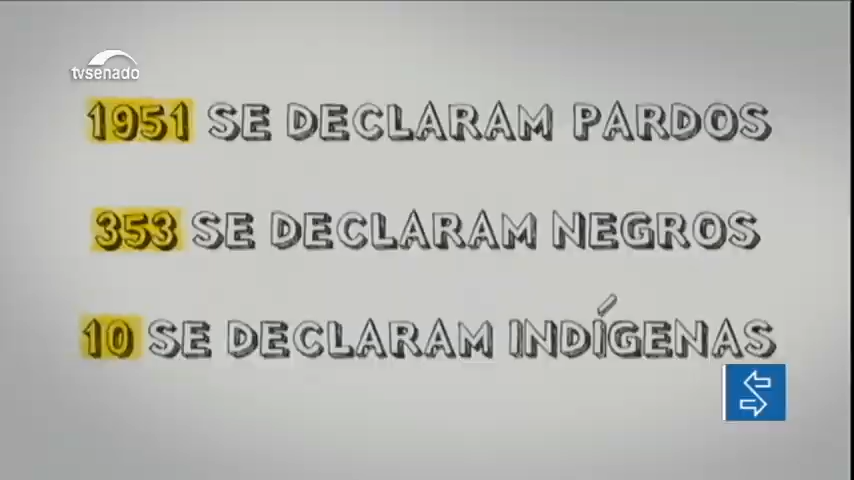 tvsenado
1951 SE DECLARAM PARDOS
353 SE DECLARAM NEGROS
10 SE DECLARAM INDÍGENAS